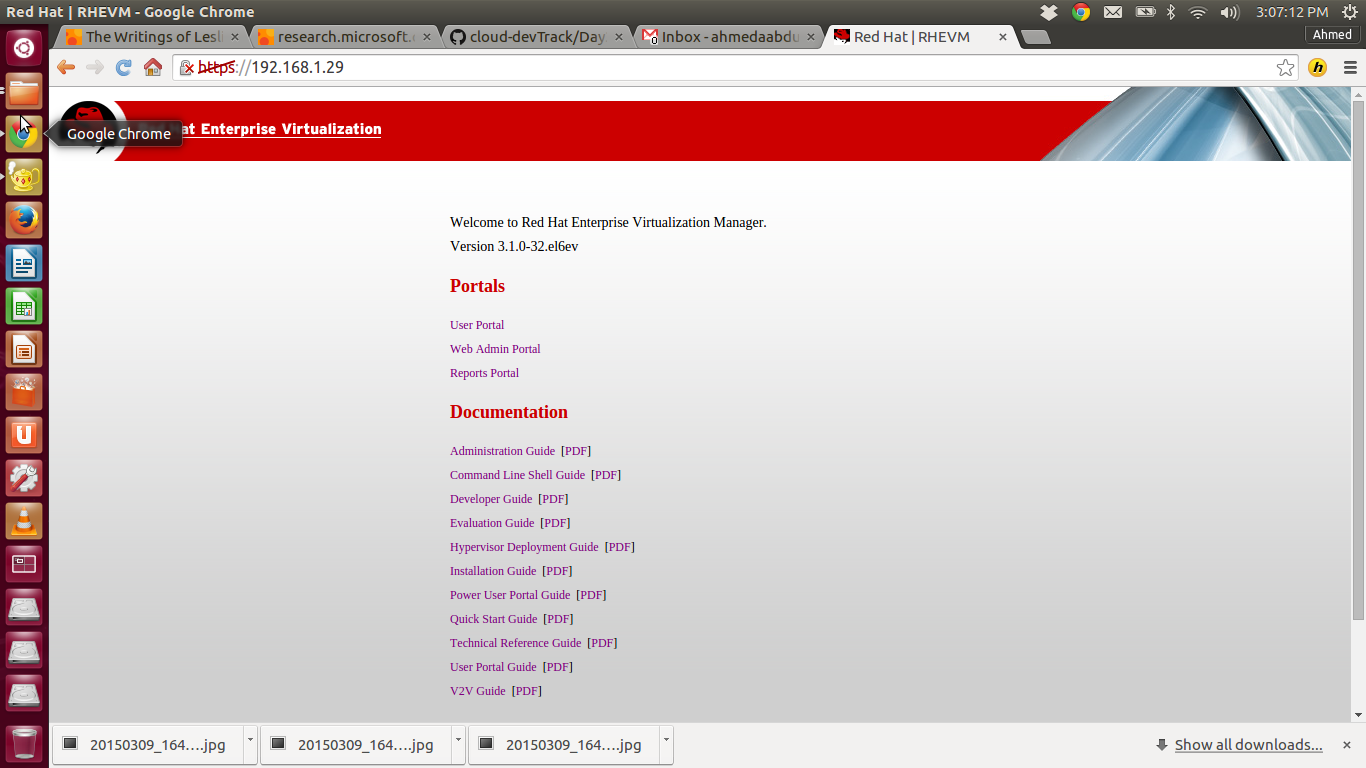 Red Hat | RHEVM - Google Chrome
3:07:12 PM
The Writings of Lesli
research.microsoft.c
cloud-devTrack/Day
Inbox - ahmedaabdu
Red Hat | RHEVM
Ahmed
https://192.168.1.29
Google Chrome
Hat Enterprise Virtualization
Welcome to Red Hat Enterprise Virtualization Manager.
Version 3.1.0-32.el6ev
Portals
User Portal
Web Admin Portal
Reports Portal
Documentation
Administration Guide [PDF]
Command Line Shell Guide [PDF]
Developer Guide [PDF]
Evaluation Guide [PDF]
Hypervisor Deployment Guide [PDF]
Installation Guide [PDF]
Power User Portal Guide [PDF]
Quick Start Guide [PDF]
Technical Reference Guide [PDF]
User Portal Guide [PDF]
V2V Guide [PDF]
20150309_164....jpg
20150309_164....jpg
20150309_164....jpg
Show all downloads...